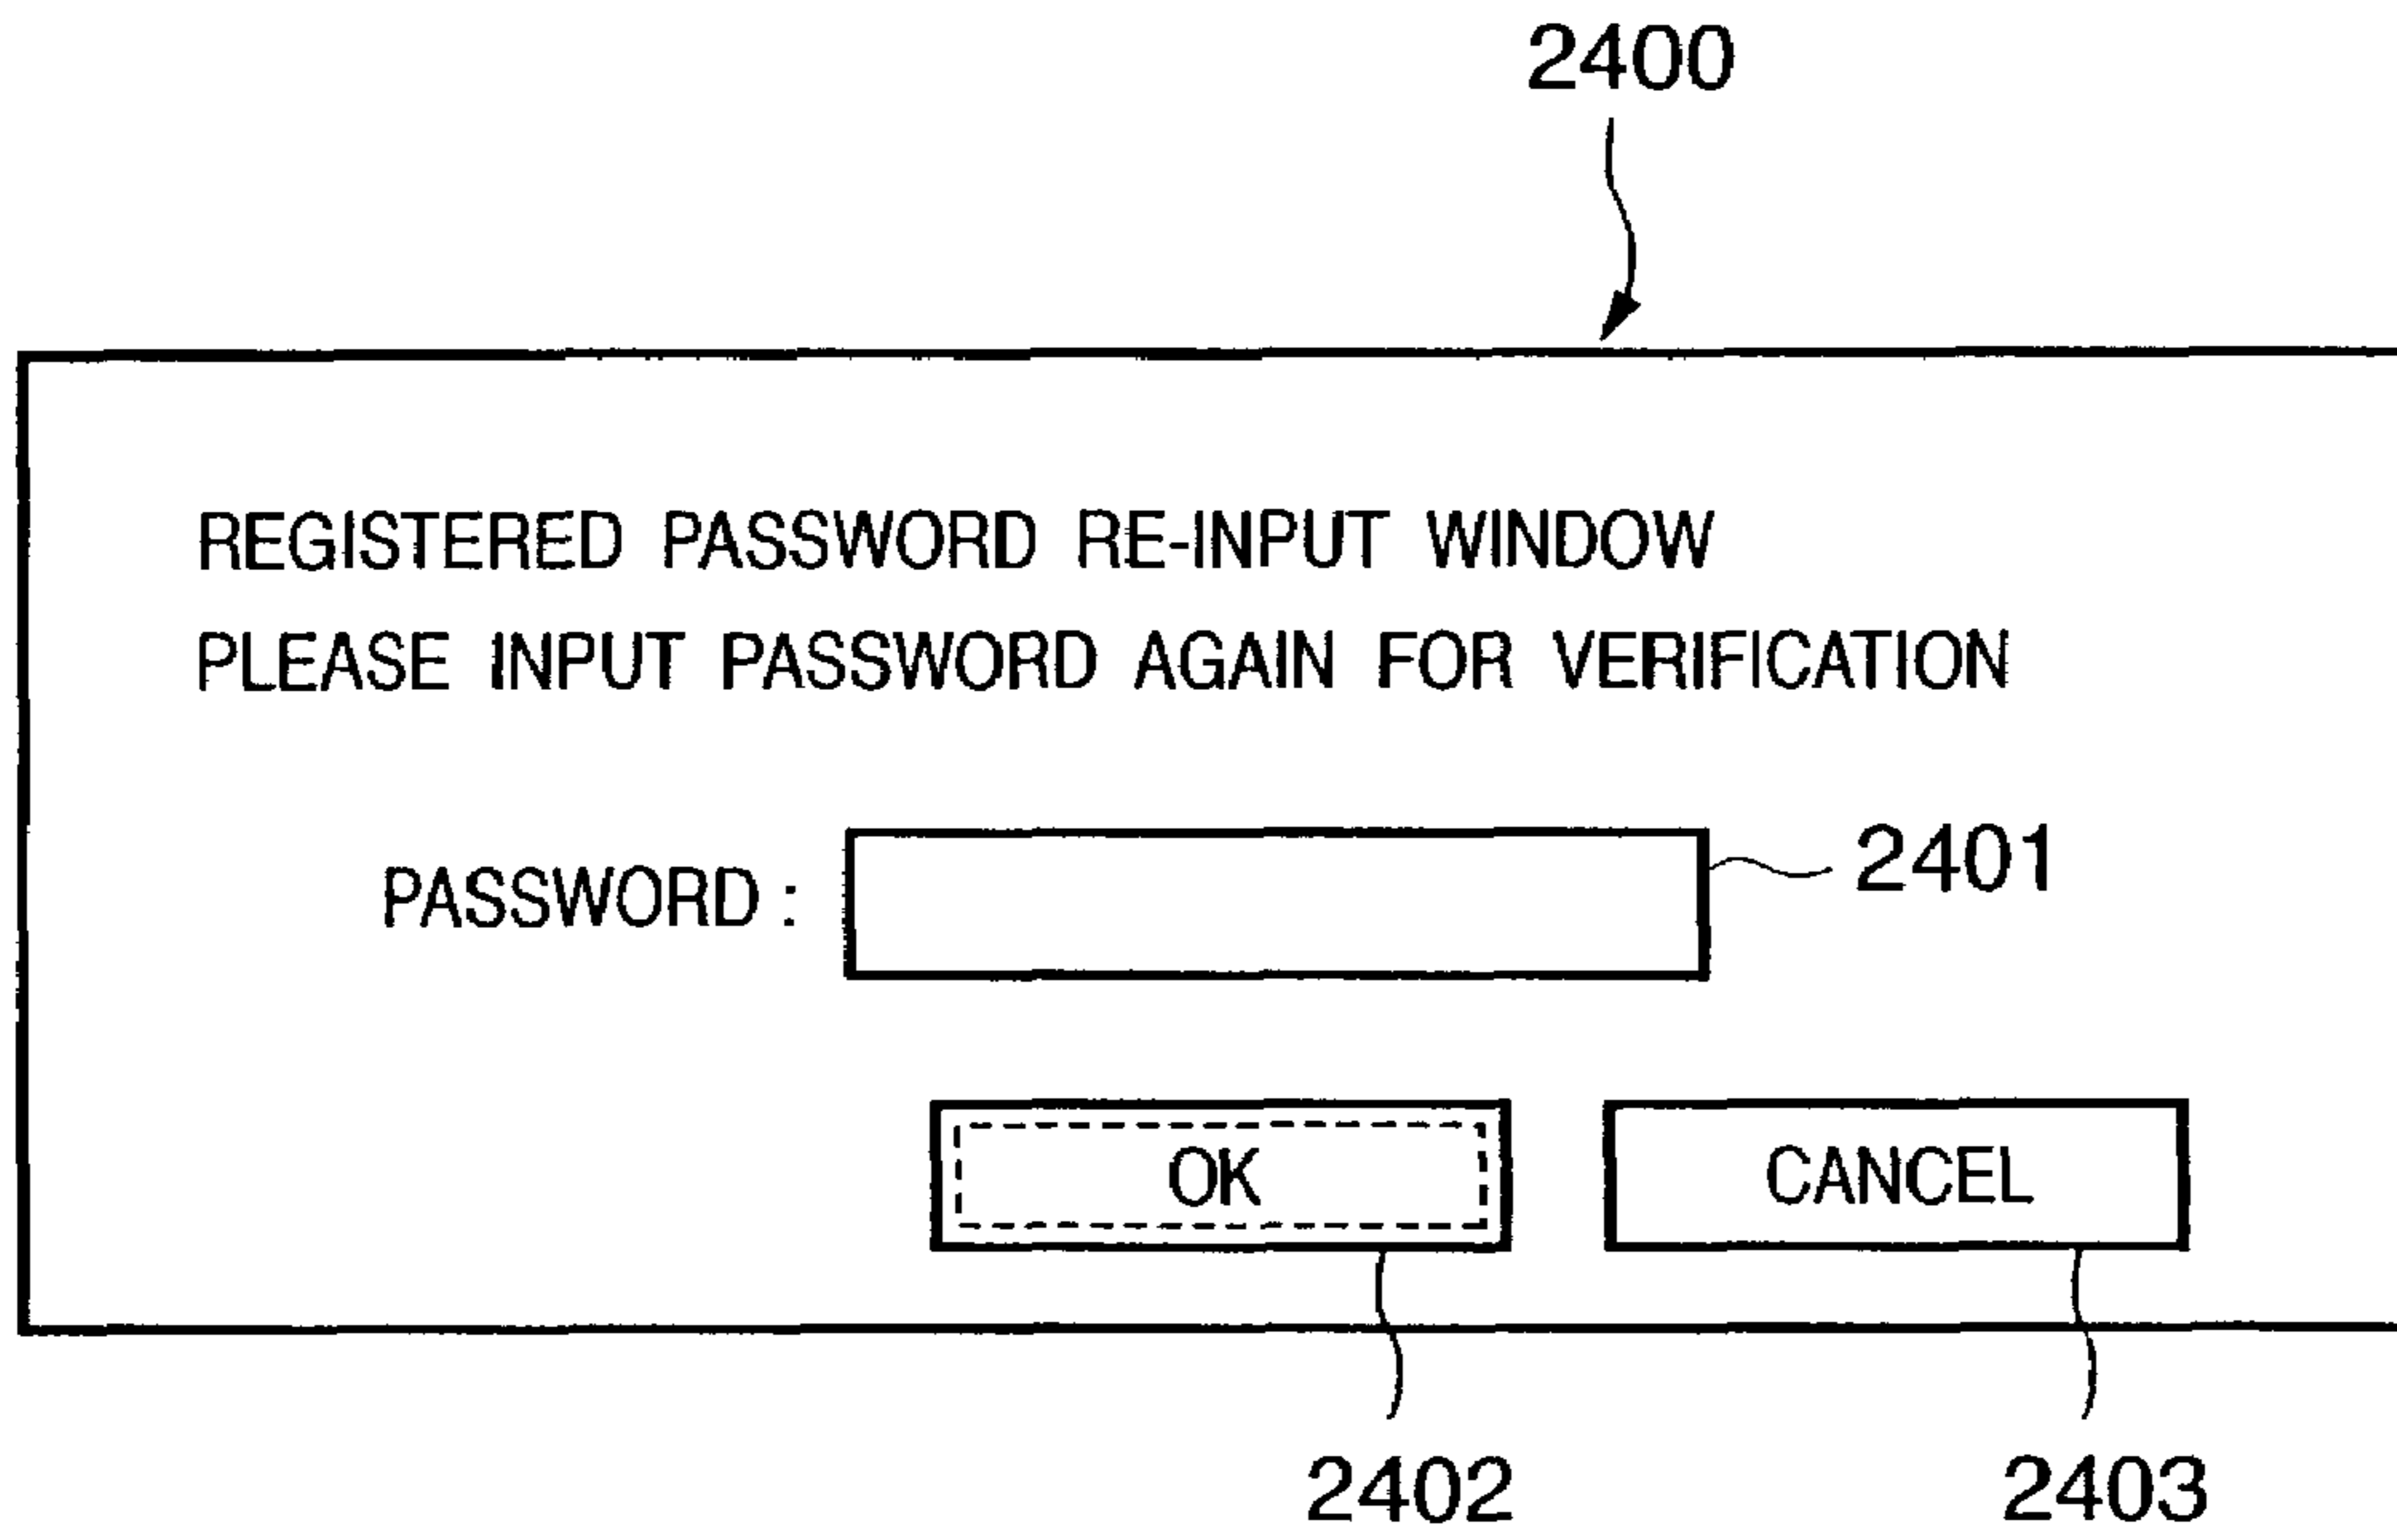 2400
REGISTERED PASSWORD RE-INPUT WINDOW
PLEASE INPUT PASSWORD AGAIN FOR VERIFICATION
PASSWORD : 2401
OK CANCEL
2402 2403